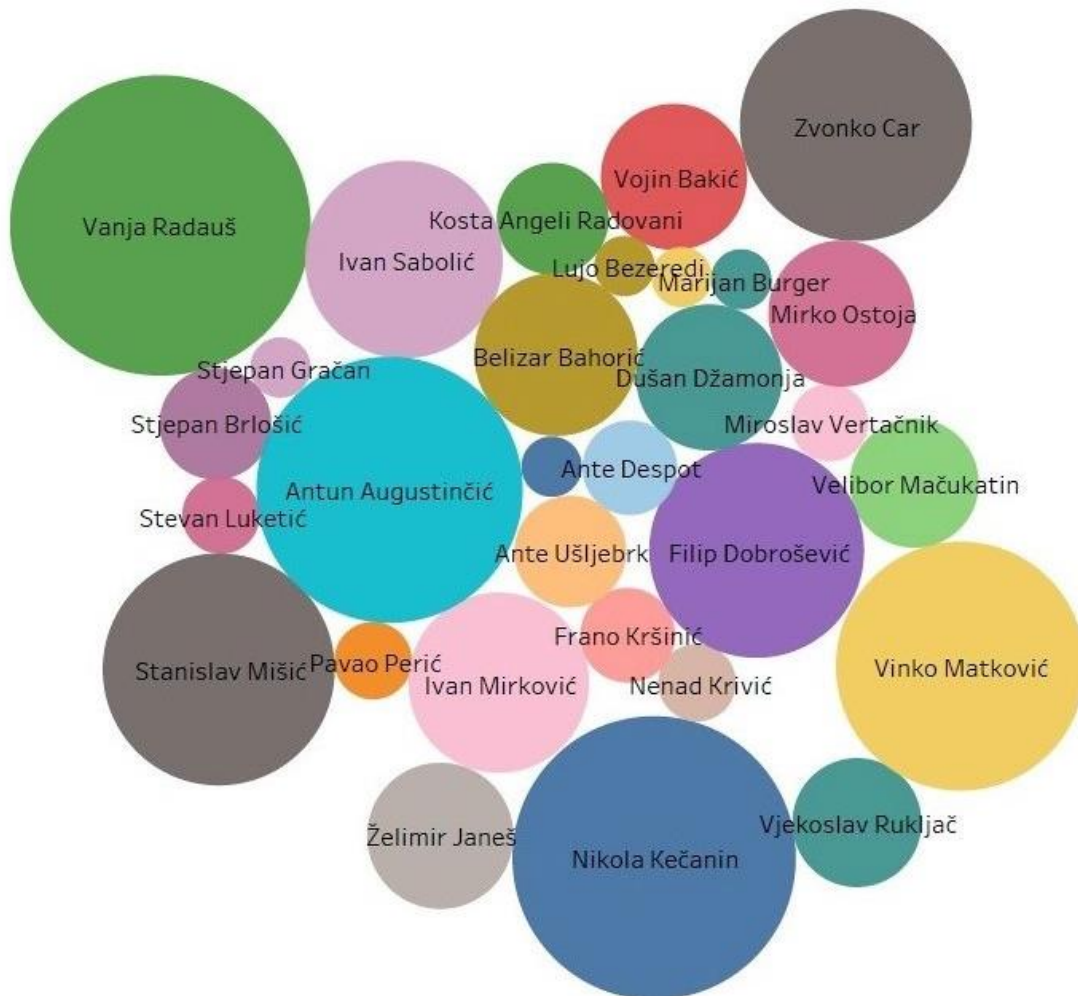 Zvonko Car
Vojin Bakić
Vanja Radauš
Kosta Angeli Radovani
Ivan Sabolić
Lujo Bezeredi
Marijan Burger
Mirko Ostoja
Belizar Bahorić
Stjepan Gračan
Dušan Džamonja
Stjepan Brlošić
Miroslav Vertačnik
Ante Despot
Velibor Mačukatin
Antun Augustinčić
Stevan Luketić
Ante Ušljebrk
Filip Dobrošević
Frano Kršinić
Pavao Perić
Vinko Matković
Stanislav Mišić
Ivan Mirković
Nenad Krivić
Vjekoslav Rukljač
Želimir Janeš
Nikola Kečanin